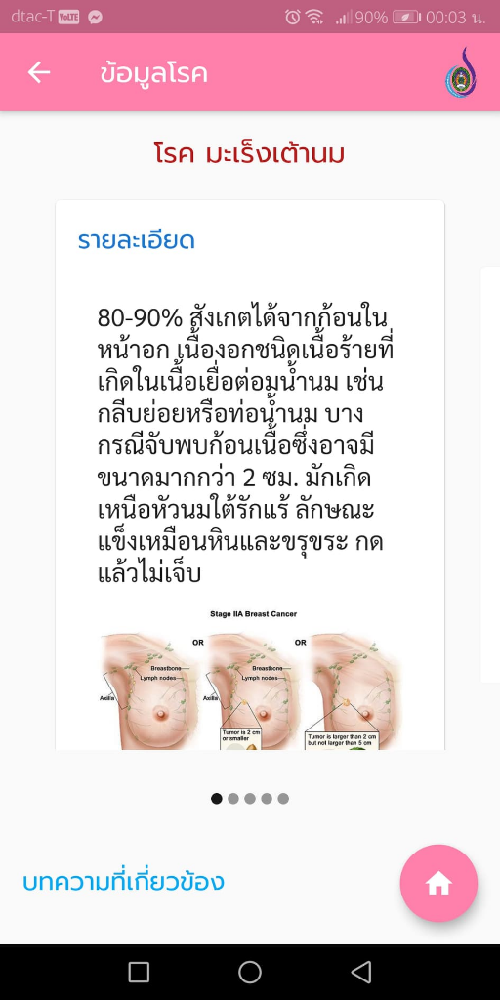 dtac-T VoLTE 90% 00:03 น.
ข้อมูลโรค
โรค มะเร็งเต้านม
รายละเอียด
80-90% สังเกตได้จากก้อนใน
หน้าอก เนื้องอกชนิดเนื้อร้ายที่
เกิดในเนื้อเยื่อต่อมน้ำนม เช่น
กลีบย่อยหรือท่อน้ำนม บาง
กรณีจับพบก้อนเนื้อซึ่งอาจมี
ขนาดมากกว่า 2 ซม. มักเกิด
เหนือหัวนมใต้รักแร้ ลักษณะ
แข็งเหมือนหินและขรุขระ กด
แล้วไม่เจ็บ
Stage IIA Breast Cancer
OR OR
Breastbone Breastbone
Lymph nodes Lymph nodes
Axilla Axilla
Tumor is 2 cm
or smaller
Tumor is larger than 2 cm
but not larger than 5 cm
บทความที่เกี่ยวข้อง